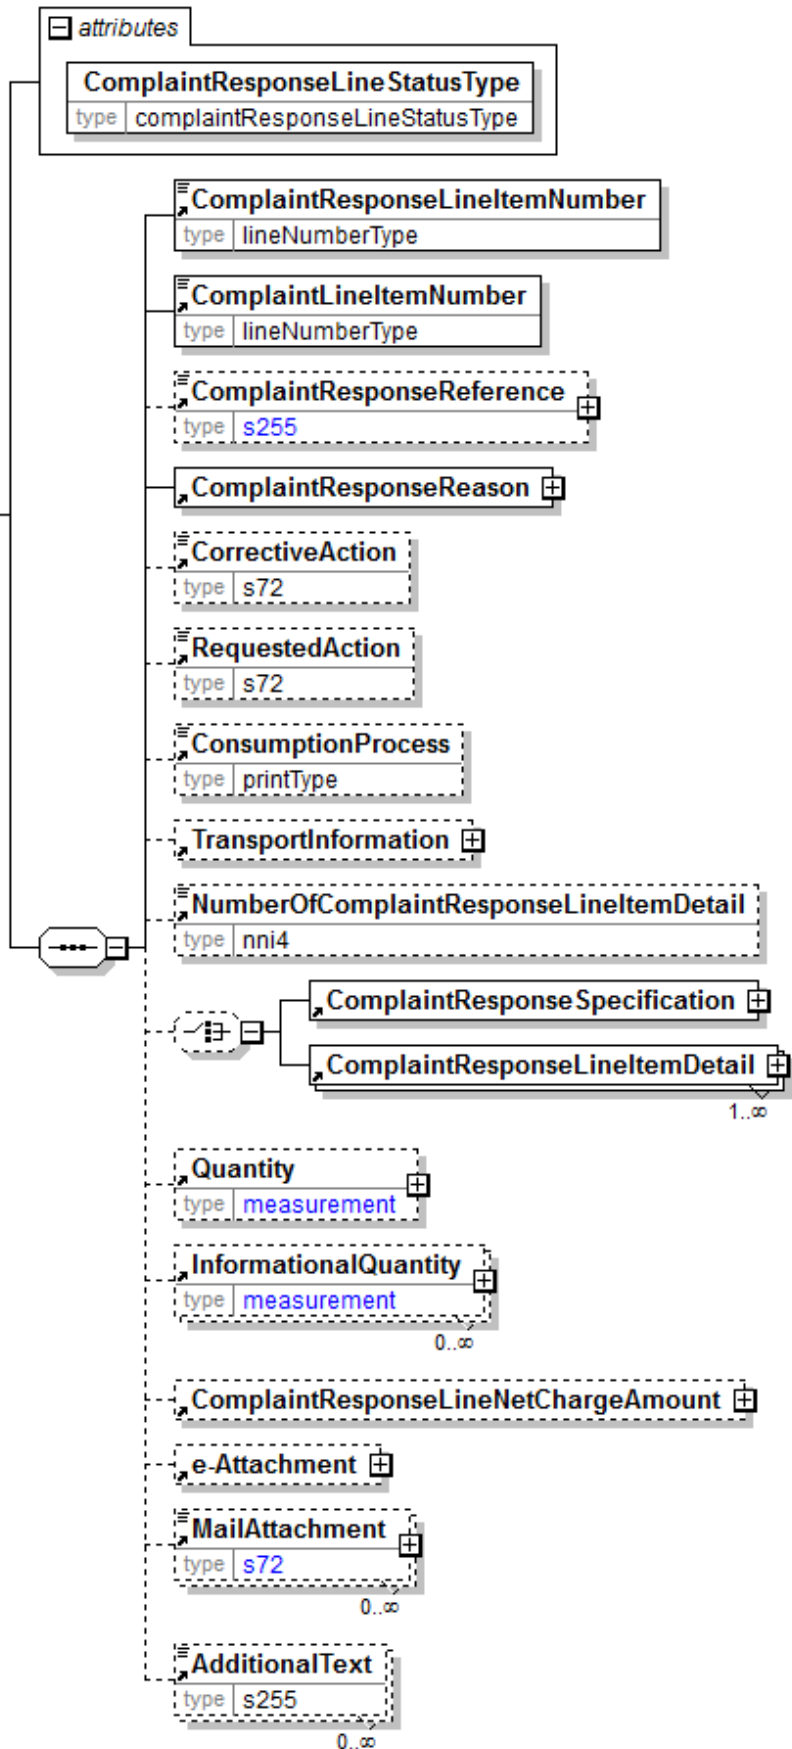 attributes
ComplaintResponseLineStatusType
type complaintResponseLineStatusType
ComplaintResponseLineItemNumber
type lineNumberType
ComplaintLineItemNumber
type lineNumberType
ComplaintResponseReference
type s255
ComplaintResponseReason
CorrectiveAction
type s72
RequestedAction
type s72
ConsumptionProcess
type printType
TransportInformation
NumberOfComplaintResponseLineItemDetail
type nni4
ComplaintResponseSpecification
ComplaintResponseLineItemDetail
1..∞
Quantity
type measurement
InformationalQuantity
type measurement
0..∞
ComplaintResponseLineNetChargeAmount
e-Attachment
MailAttachment
type s72
0..∞
AdditionalText
type s255
0..∞